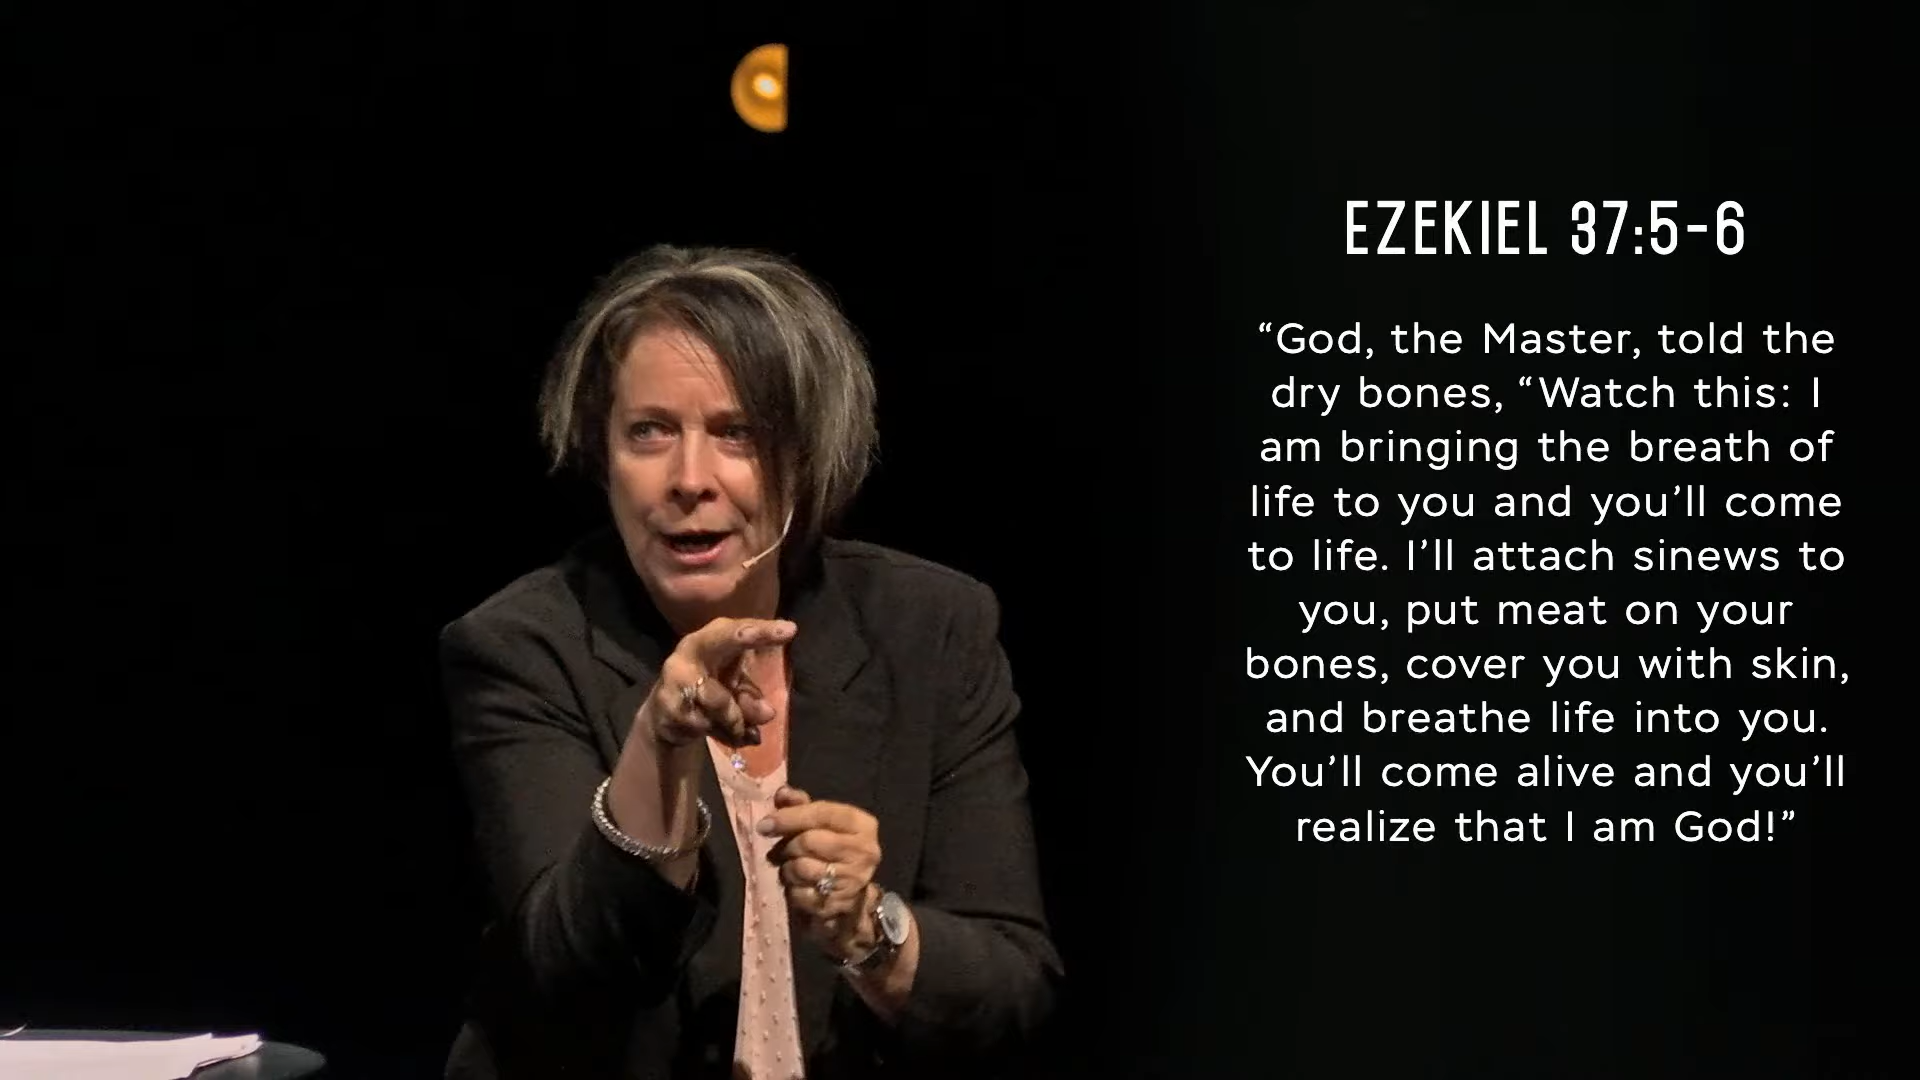 EZEKIEL 37:5-6
“God, the Master, told the
dry bones, “Watch this: I
am bringing the breath of
life to you and you’ll come
to life. I’ll attach sinews to
you, put meat on your
bones, cover you with skin,
and breathe life into you.
You’ll come alive and you’ll
realize that I am God!”